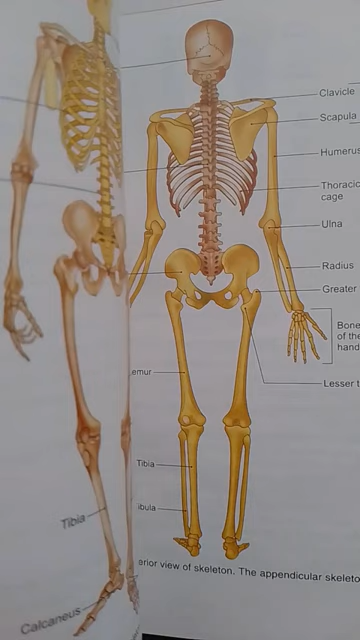 Clavicle
Scapula
Humerus
Thoracic
cage
Ulna
Radius
Greater
Bone
of the
hand
Lesser t
emur
Tibia
ibula
erior view of skeleton. The appendicular skeleto
Tibia
Calcaneus